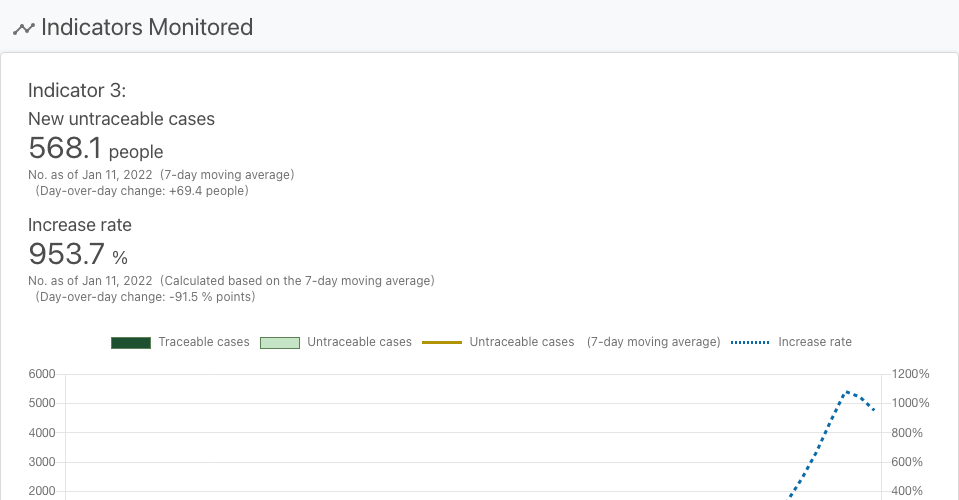 Indicators Monitored
Indicator 3:
New untraceable cases
568.1 people
No. as of Jan 11, 2022 (7-day moving average)
(Day-over-day change: +69.4 people)
Increase rate
953.7 %
No. as of Jan 11, 2022 (Calculated based on the 7-day moving average)
(Day-over-day change: -91.5 % points)
Traceable cases Untraceable cases Untraceable cases (7-day moving average) Increase rate
6000 1200%
5000 1000%
4000 800%
3000 600%
2000 400%